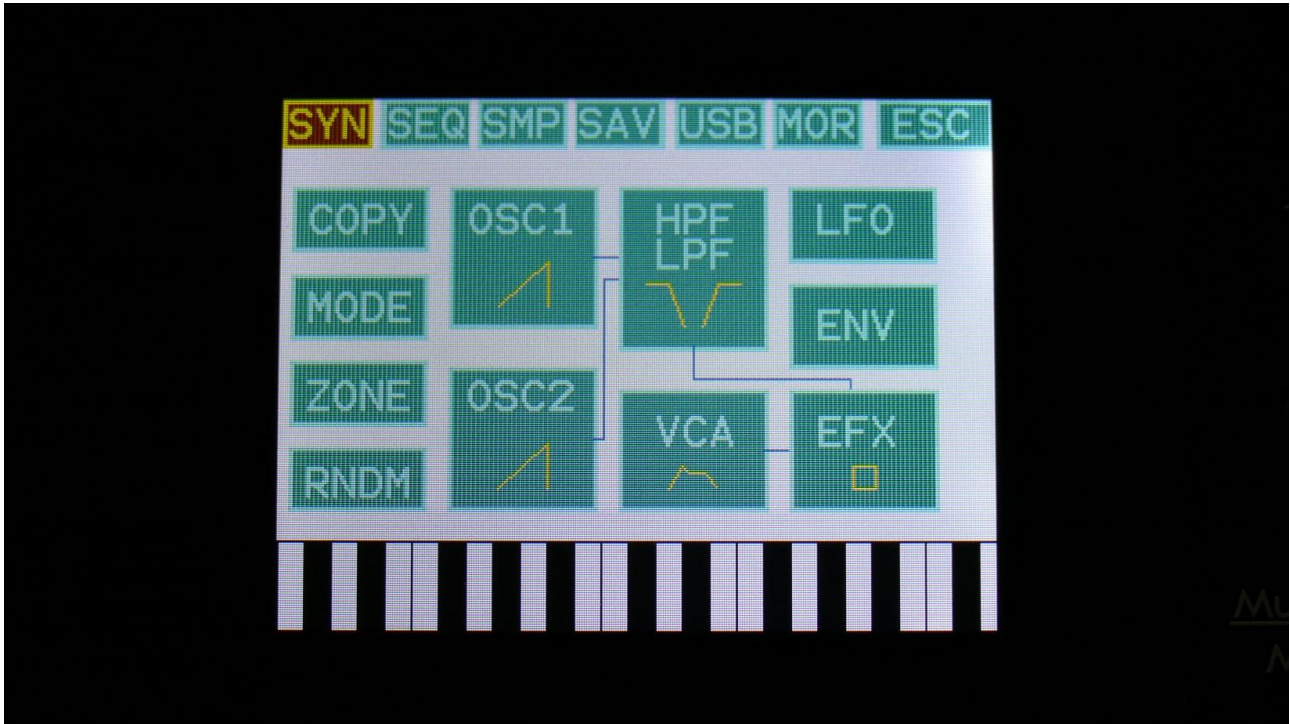 SYN SEQ SMP SAV USB MOR ESC
COPY
MODE
ZONE
RNDM
OSC1
OSC2
HPF
LPF
VCA
LFO
ENV
EFX